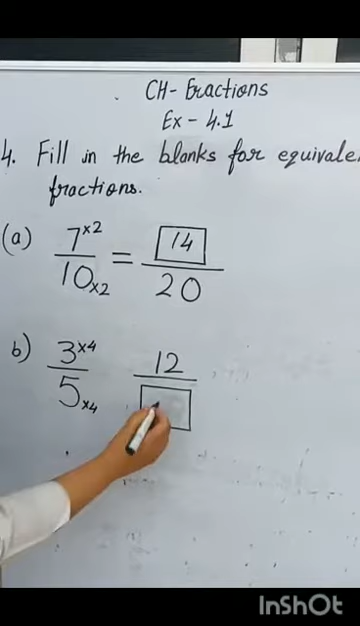 CH- Fractions
Ex - 4.1
4. Fill in the blanks for equivale
fractions.
(a) 7×2 / 10×2 = 14 / 20
b) 3×4 / 5×4 12 /
InShOt